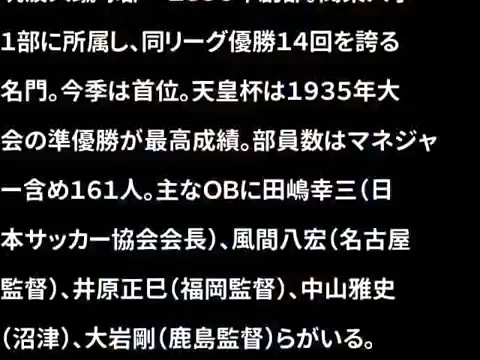 1部に所属し、同リーグ優勝14回を誇る
名門。今季は首位。天皇杯は1935年大
会の準優勝が最高成績。部員数はマネジャ
ー含め161人。主なOBに田嶋幸三(日
本サッカー協会会長)、風間八宏(名古屋
監督)、井原正巳(福岡監督)、中山雅史
(沼津)、大岩剛(鹿島監督)らがいる。